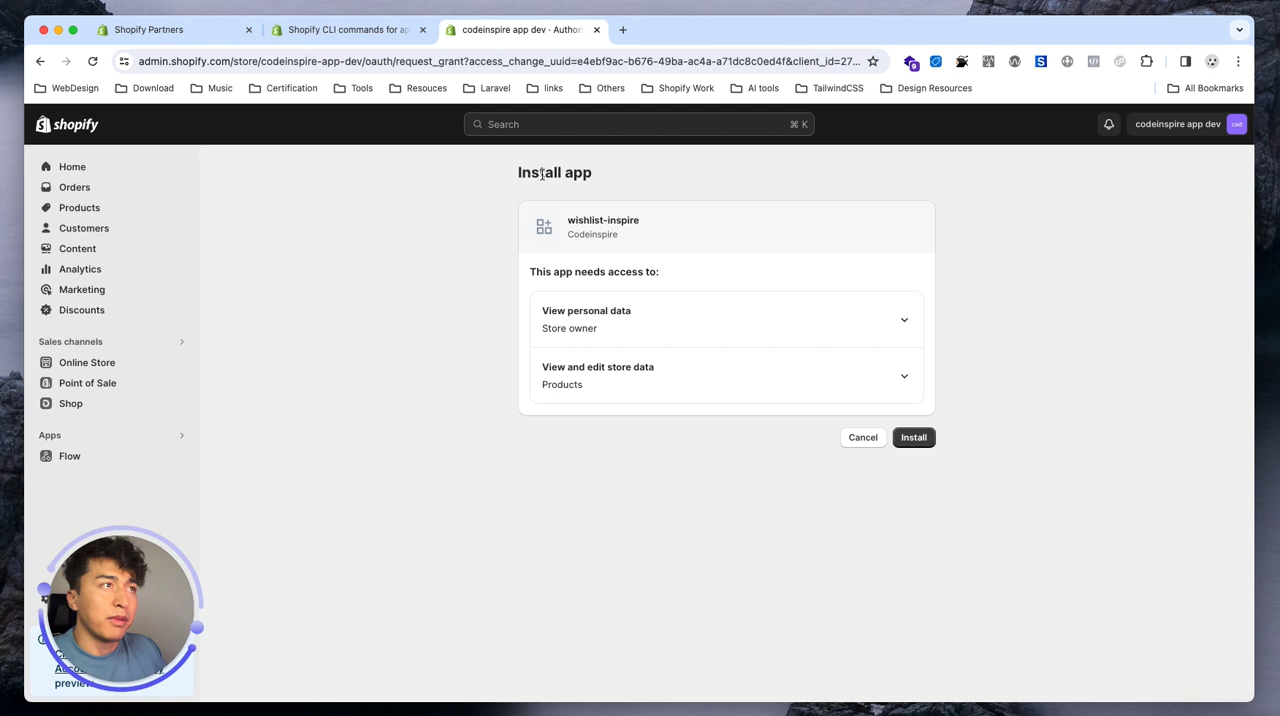 Shopify Partners
Shopify CLI commands for ap
codeinspire app dev · Authori
admin.shopify.com/store/codeinspire-app-dev/oauth/request_grant?access_change_uuid=e4ebf9ac-b676-49ba-ac4a-a71dc8c0ed4f&client_id=27...
9
S
WebDesign
Download
Music
Certification
Tools
Resouces
Laravel
links
Others
Shopify Work
AI tools
TailwindCSS
Design Resources
All Bookmarks
shopify
Search
⌘ K
codeinspire app dev
cad
Home
Orders
Products
Customers
Content
Analytics
Marketing
Discounts
Sales channels
Online Store
Point of Sale
Shop
Apps
Flow
preview
Install app
wishlist-inspire
Codeinspire
This app needs access to:
View personal data
Store owner
View and edit store data
Products
Cancel
Install